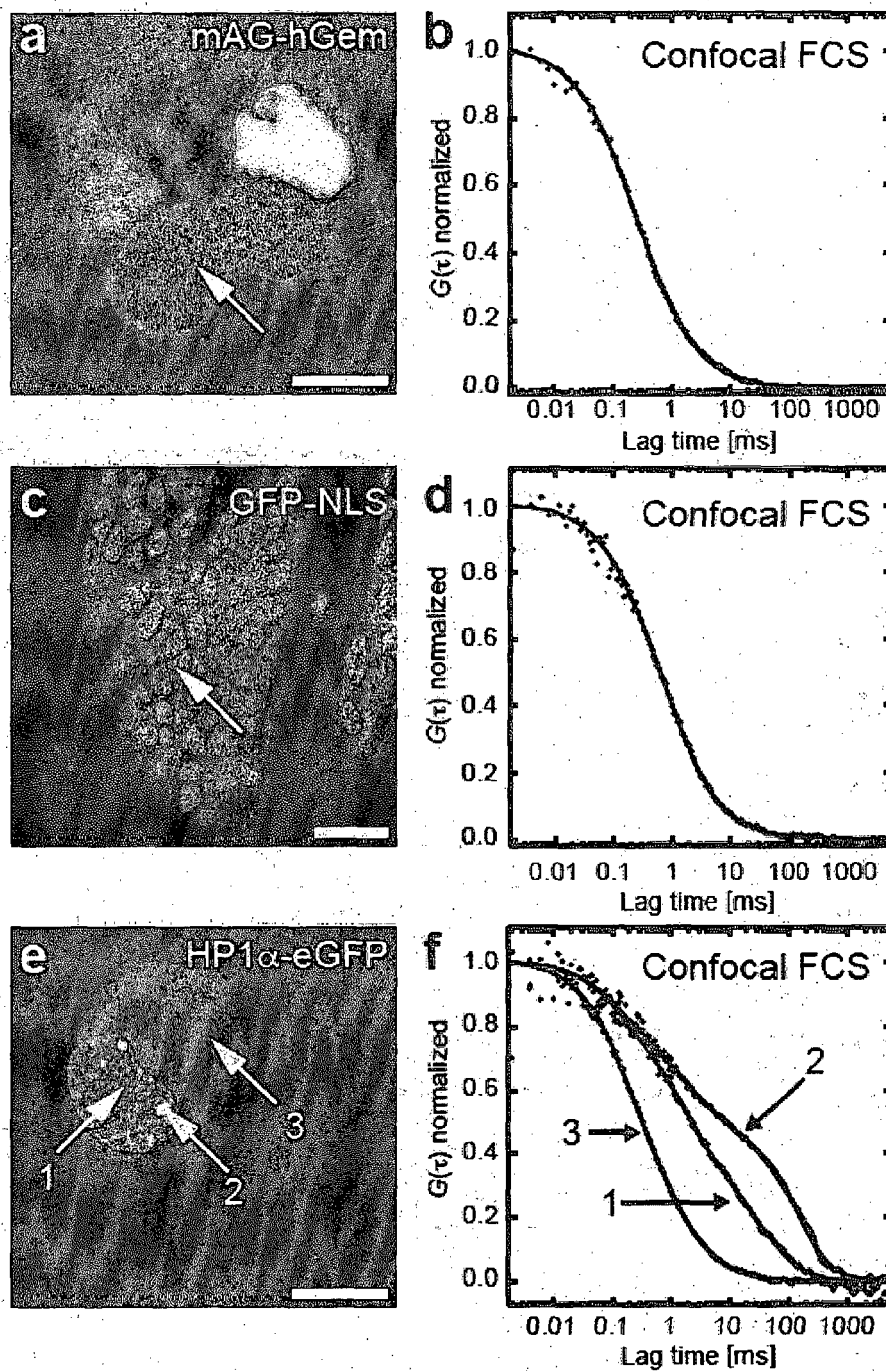 a mAG-hGem
b Confocal FCS
G(τ) normalized
1.0
0.8
0.6
0.4
0.2
0.0
0.01 0.1 1 10 100 1000
Lag time [ms]
c GFP-NLS
d Confocal FCS
G(τ) normalized
1.0
0.8
0.6
0.4
0.2
0.0
0.01 0.1 1 10 100 1000
Lag time [ms]
e HP1α-eGFP
1
2
3
f Confocal FCS
G(τ) normalized
1.0
0.8
0.6
0.4
0.2
0.0
2
3
1
0.01 0.1 1 10 100 1000
Lag time [ms]